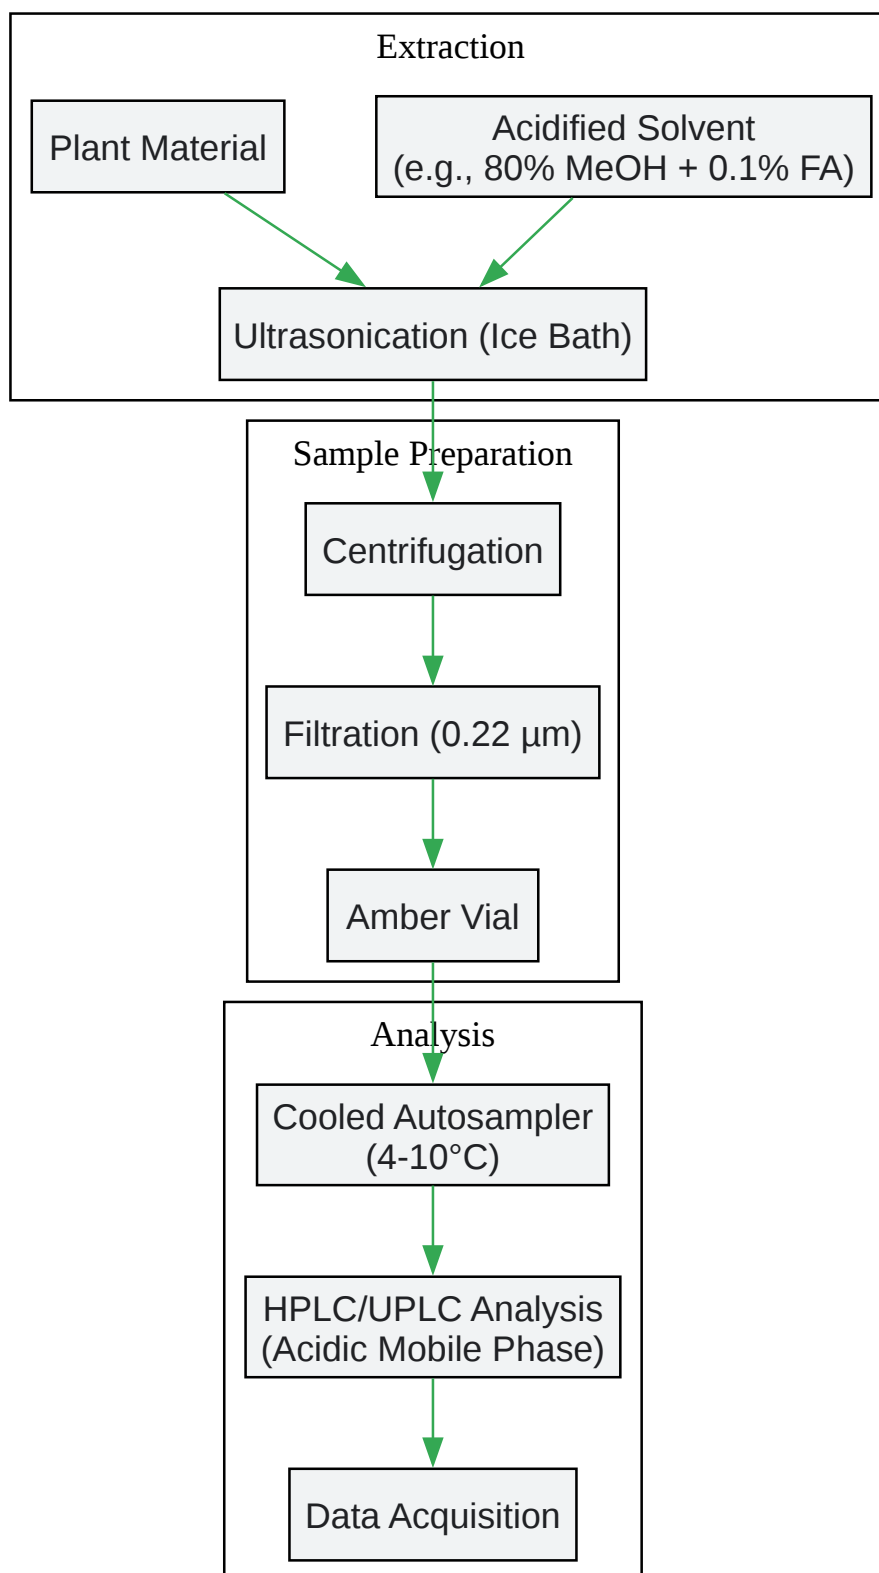 Extraction
Plant Material
Acidified Solvent
(e.g., 80% MeOH + 0.1% FA)
Ultrasonication (Ice Bath)
Sample Preparation
Centrifugation
Filtration (0.22 µm)
Amber Vial
Analysis
Cooled Autosampler
(4-10°C)
HPLC/UPLC Analysis
(Acidic Mobile Phase)
Data Acquisition